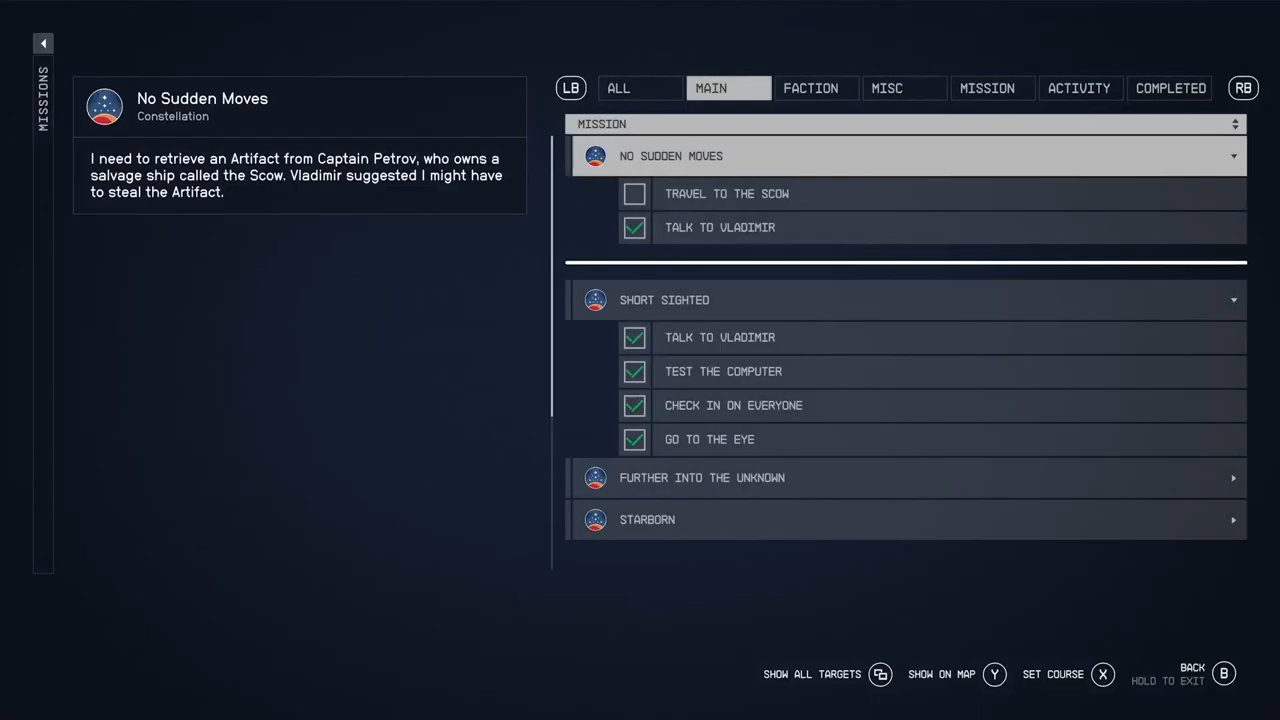 MISSIONS
No Sudden Moves
Constellation
I need to retrieve an Artifact from Captain Petrov, who owns a
salvage ship called the Scow. Vladimir suggested I might have
to steal the Artifact.
LB ALL MAIN FACTION MISC MISSION ACTIVITY COMPLETED RB
MISSION
NO SUDDEN MOVES
TRAVEL TO THE SCOW
TALK TO VLADIMIR
SHORT SIGHTED
TALK TO VLADIMIR
TEST THE COMPUTER
CHECK IN ON EVERYONE
GO TO THE EYE
FURTHER INTO THE UNKNOWN
STARBORN
SHOW ALL TARGETS SHOW ON MAP Y SET COURSE X BACK B
HOLD TO EXIT